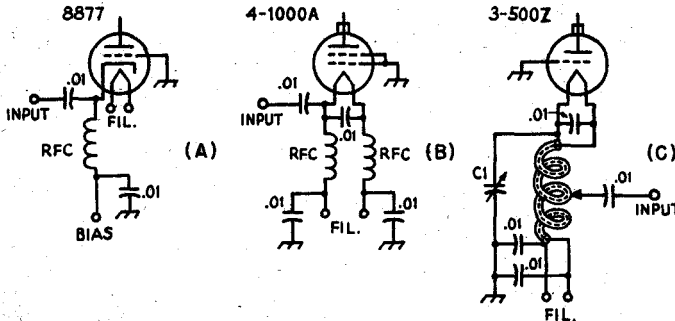 8877
.01
INPUT
FIL.
RFC
(A)
.01
BIAS
4-1000A
.01
INPUT
.01
RFC
RFC
(B)
.01
.01
FIL.
3-500Z
.01
C1
(C)
.01
INPUT
.01
.01
FIL.